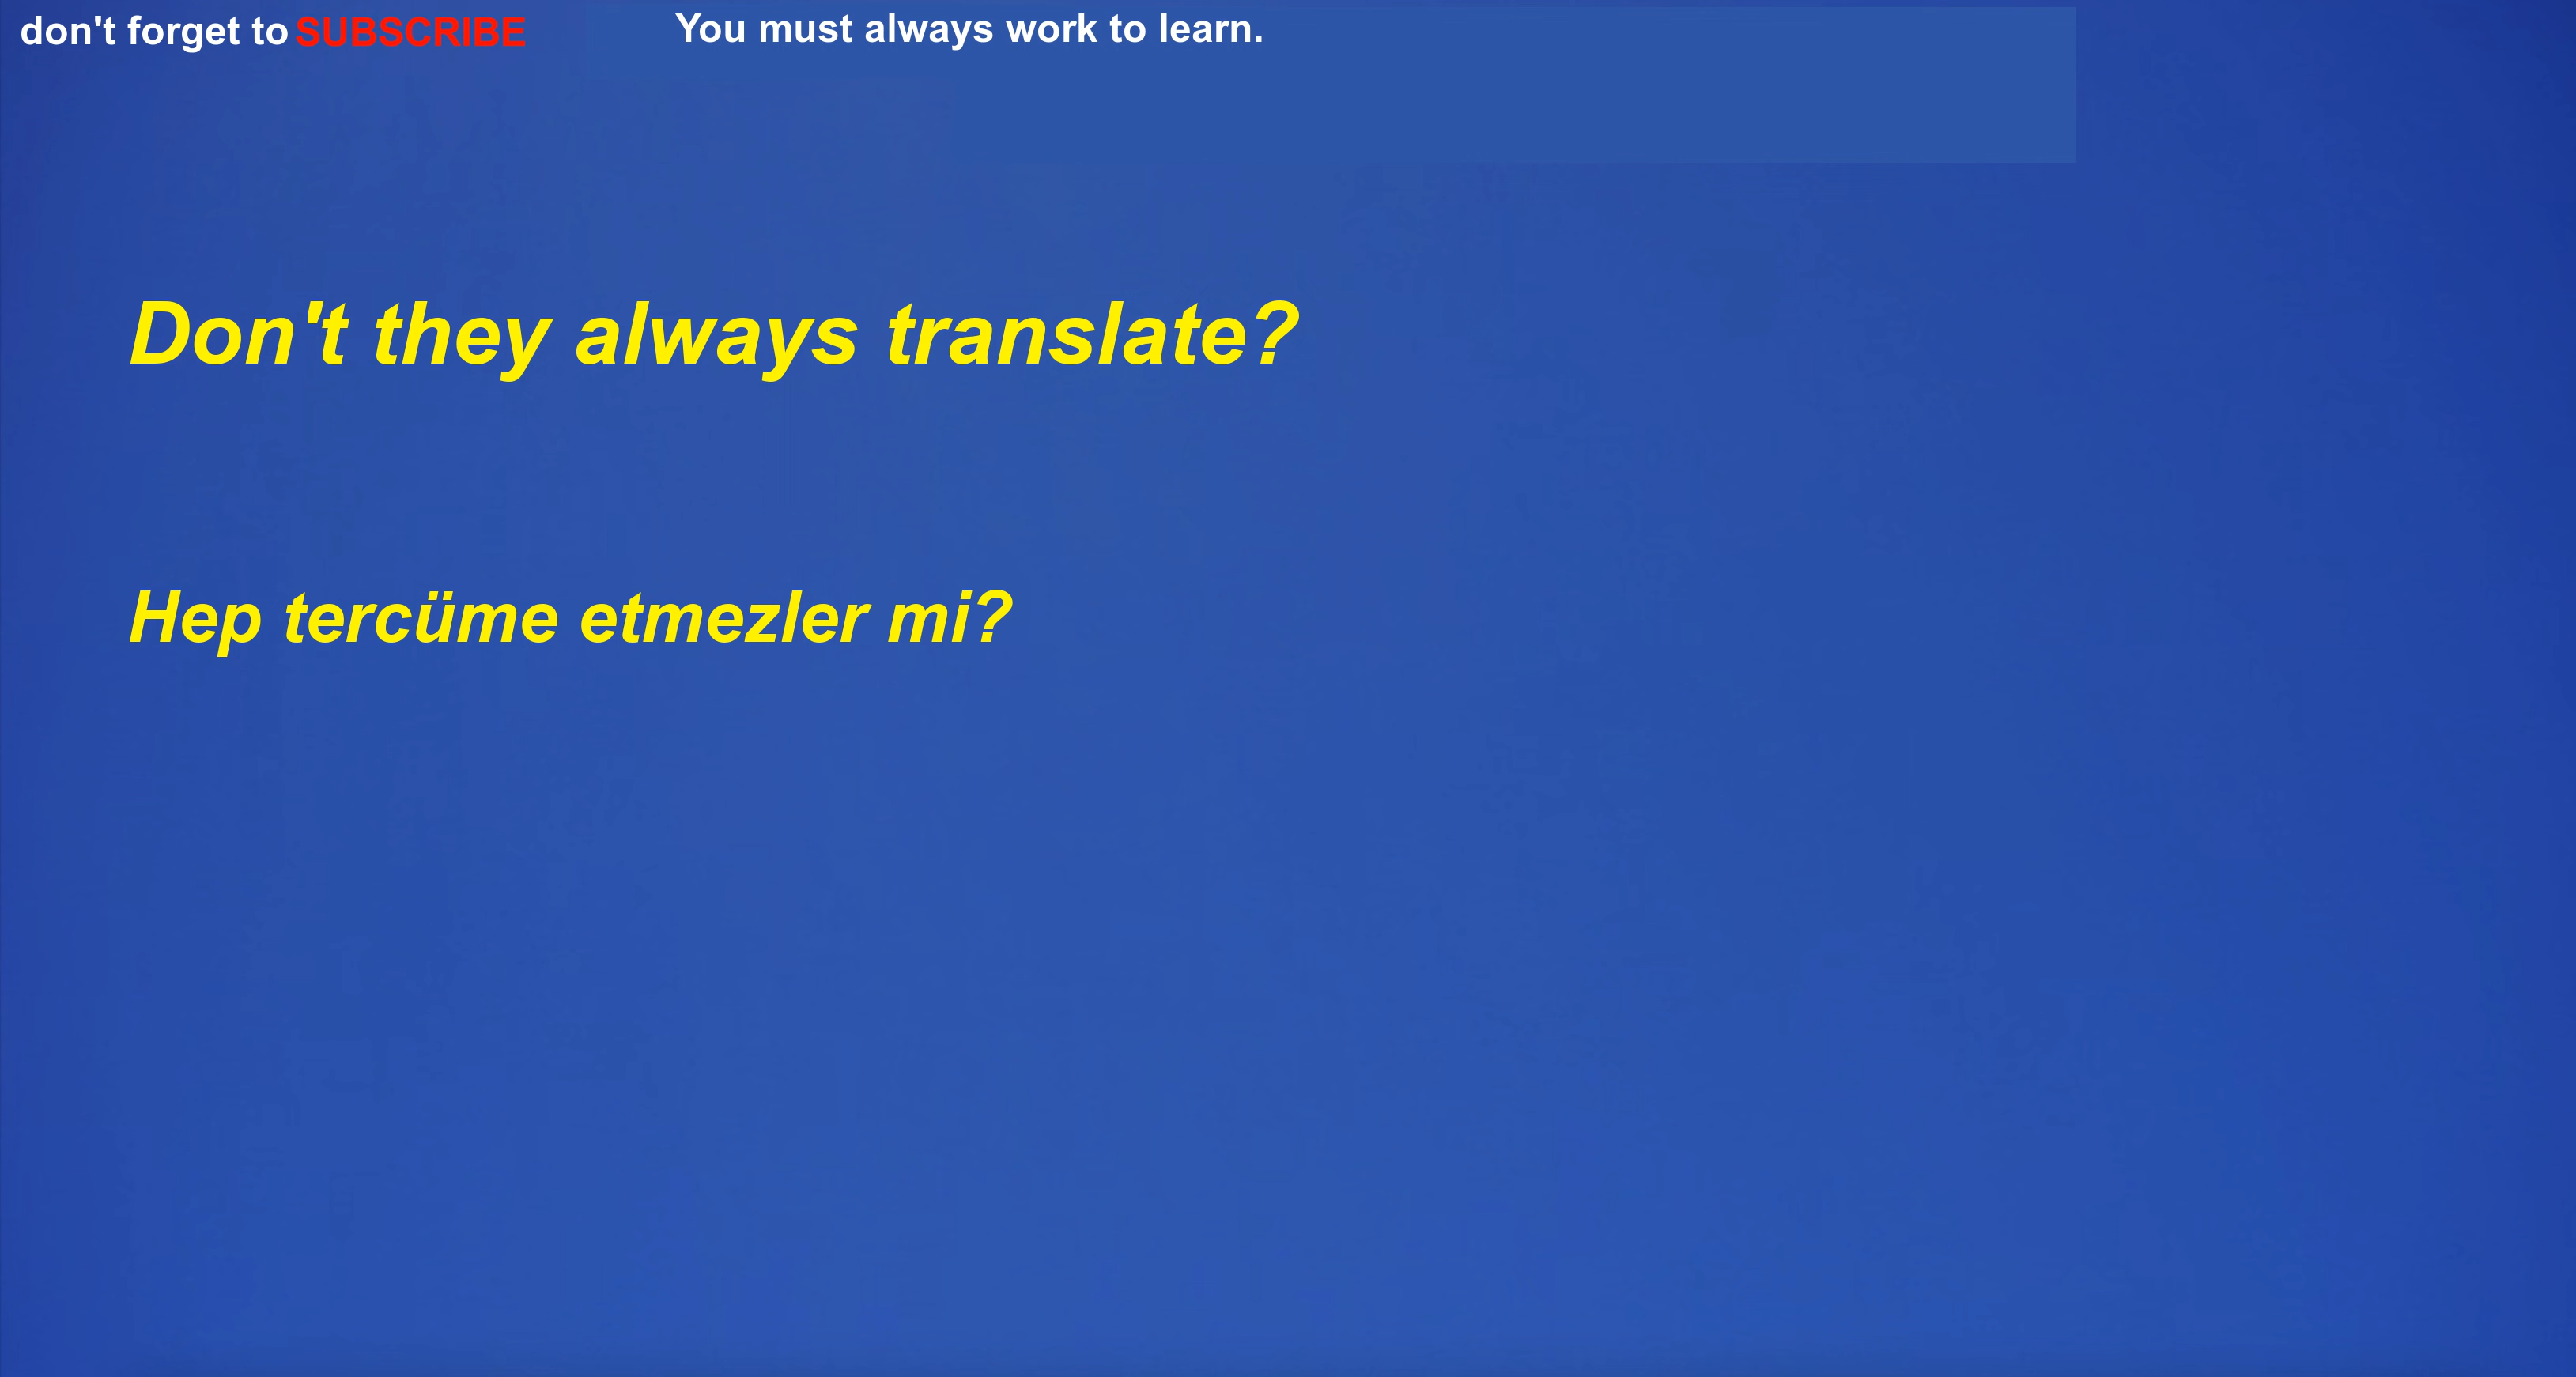 don't forget to SUBSCRIBE
You must always work to learn.
Don't they always translate?
Hep tercüme etmezler mi?